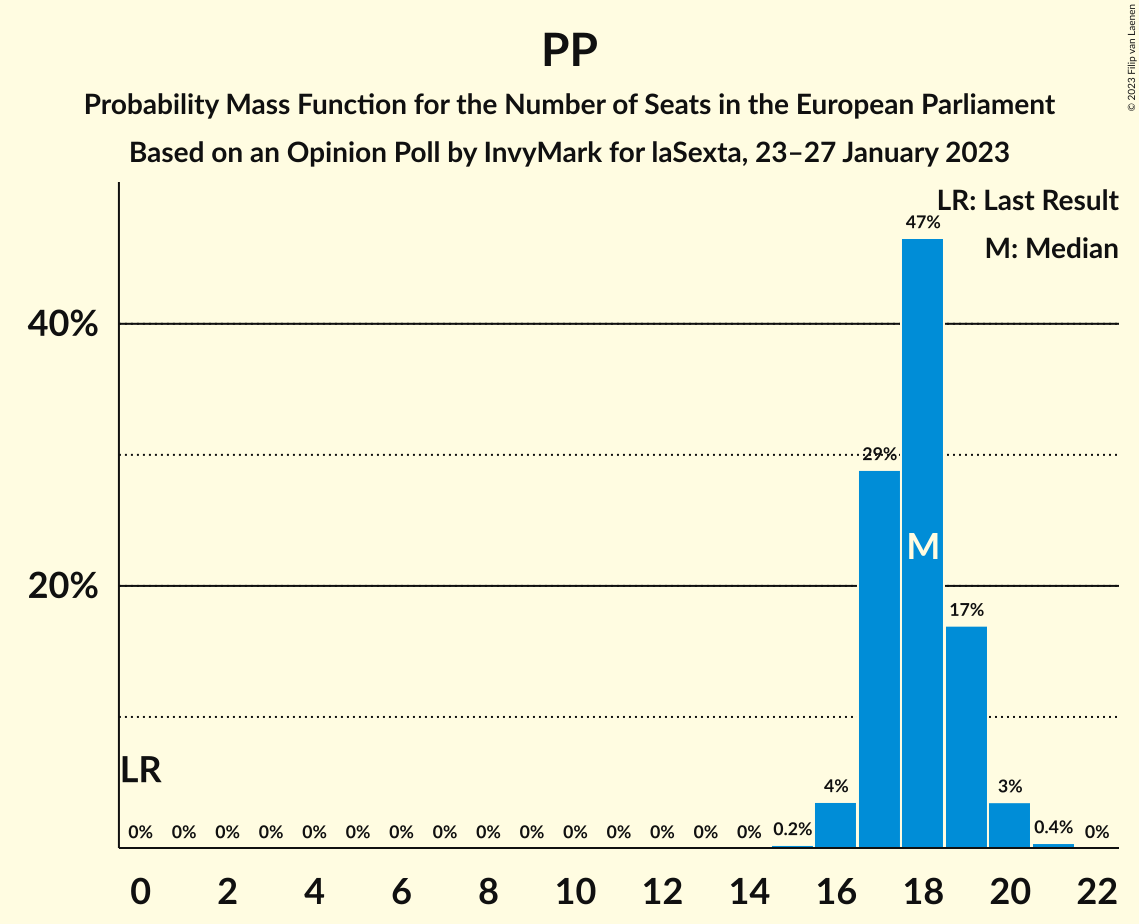 PP
Probability Mass Function for the Number of Seats in the European Parliament
Based on an Opinion Poll by InvyMark for laSexta, 23–27 January 2023
© 2023 Filip van Laenen
LR: Last Result
M: Median
40%
20%
LR
0% 0% 0% 0% 0% 0% 0% 0% 0% 0% 0% 0% 0% 0% 0% 0.2% 4% 29% 47% 17% 3% 0.4% 0%
M
0 2 4 6 8 10 12 14 16 18 20 22